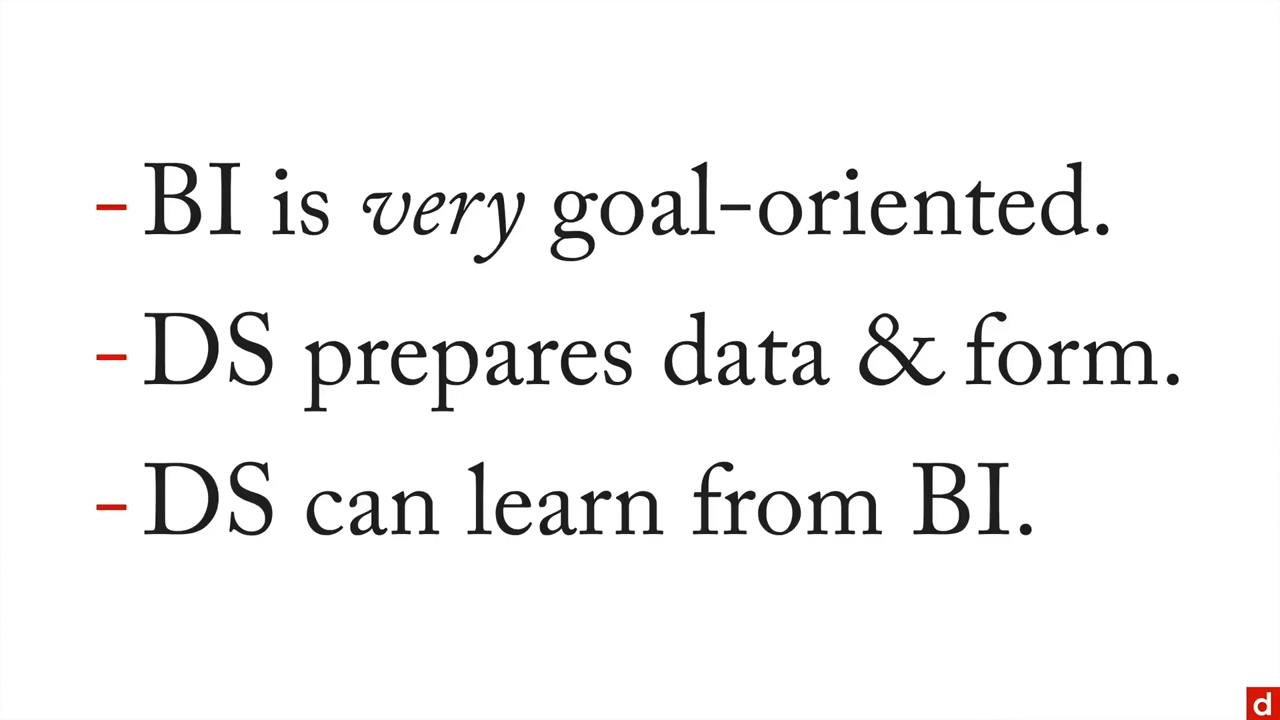 - BI is very goal-oriented.
- DS prepares data & form.
- DS can learn from BI.
d